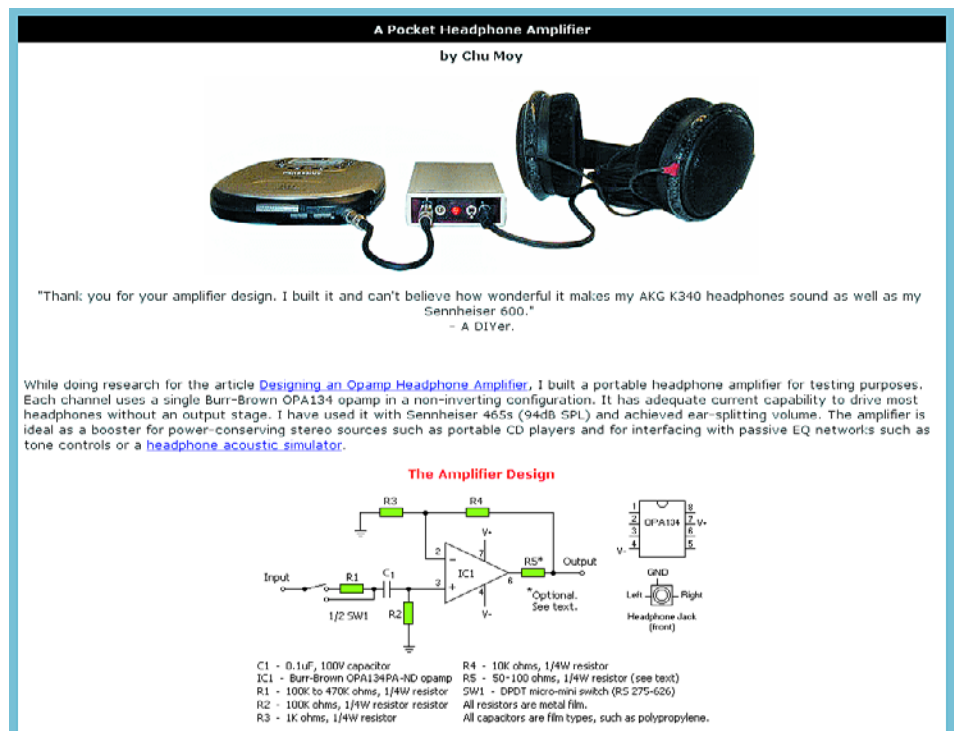 A Pocket Headphone Amplifier
by Chu Moy
"Thank you for your amplifier design. I built it and can't believe how wonderful it makes my AKG K340 headphones sound as well as my
Sennheiser 600."
- A DIYer.
While doing research for the article Designing an Opamp Headphone Amplifier, I built a portable headphone amplifier for testing purposes.
Each channel uses a single Burr-Brown OPA134 opamp in a non-inverting configuration. It has adequate current capability to drive most
headphones without an output stage. I have used it with Sennheiser 465s (94dB SPL) and achieved ear-splitting volume. The amplifier is
ideal as a booster for power-conserving stereo sources such as portable CD players and for interfacing with passive EQ networks such as
tone controls or a headphone acoustic simulator.
The Amplifier Design
R3
R4
V+
2
7
-
IC1
R5*
Output
6
Input
R1
C1
3
+
4
V-
*Optional.
See text.
1/2 SW1
R2
1
8
2
OPA134
7
V+
3
6
V-
4
5
GND
Left
Right
Headphone Jack
(front)
C1 - 0.1uF, 100V capacitor
IC1 - Burr-Brown OPA134PA-ND opamp
R1 - 100K to 470K ohms, 1/4W resistor
R2 - 100K ohms, 1/4W resistor resistor
R3 - 1K ohms, 1/4W resistor
R4 - 10K ohms, 1/4W resistor
R5 - 50-100 ohms, 1/4W resistor (see text)
SW1 - DPDT micro-mini switch (RS 275-626)
All resistors are metal film.
All capacitors are film types, such as polypropylene.